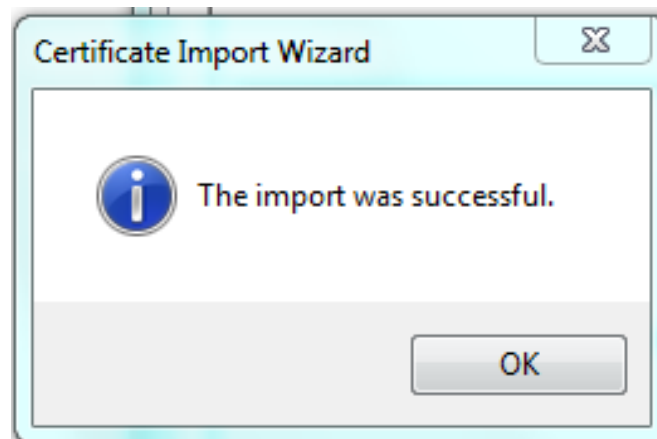 Certificate Import Wizard
The import was successful.
OK